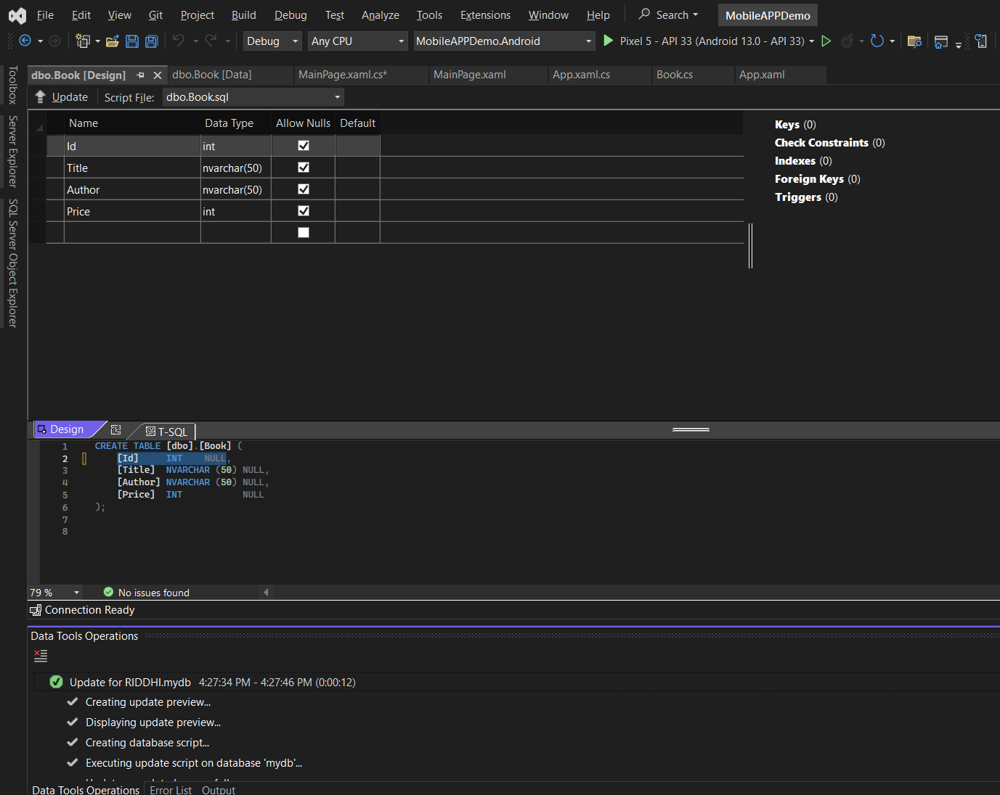 File Edit View Git Project Build Debug Test Analyze Tools Extensions Window Help Search MobileAPPDemo
Debug Any CPU MobileAPPDemo.Android Pixel 5 - API 33 (Android 13.0 - API 33)
Toolbox
Server Explorer
SQL Server Object Explorer
dbo.Book [Design] dbo.Book [Data] MainPage.xaml.cs* MainPage.xaml App.xaml.cs Book.cs App.xaml
Update Script File: dbo.Book.sql
Name Data Type Allow Nulls Default
Id int
Title nvarchar(50)
Author nvarchar(50)
Price int
Keys (0)
Check Constraints (0)
Indexes (0)
Foreign Keys (0)
Triggers (0)
Design T-SQL
1 CREATE TABLE [dbo].[Book] (
2 [Id] INT NULL,
3 [Title] NVARCHAR (50) NULL,
4 [Author] NVARCHAR (50) NULL,
5 [Price] INT NULL
6 );
7
8
79 % No issues found
Connection Ready
Data Tools Operations
Update for RIDDHI.mydb 4:27:34 PM - 4:27:46 PM (0:00:12)
Creating update preview...
Displaying update preview...
Creating database script...
Executing update script on database 'mydb'...
Data Tools Operations Error List Output